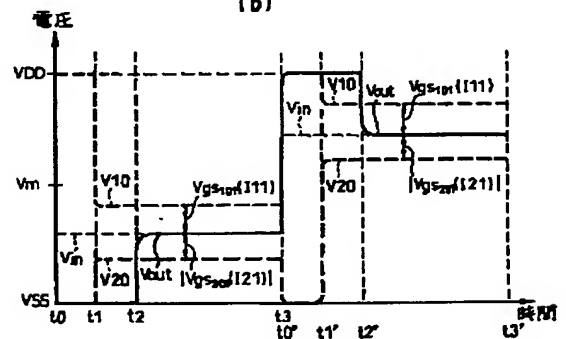 (b)
電圧
VDD
Vm
Vin
VSS
V10
V20
Vout
Vgs101(I11)
|Vgs201(I21)|
Vin
V10
V20
Vout
Vgs101(I11)
|Vgs201(I21)|
t0 t1 t2 t3 時間
t0' t1' t2' t3'